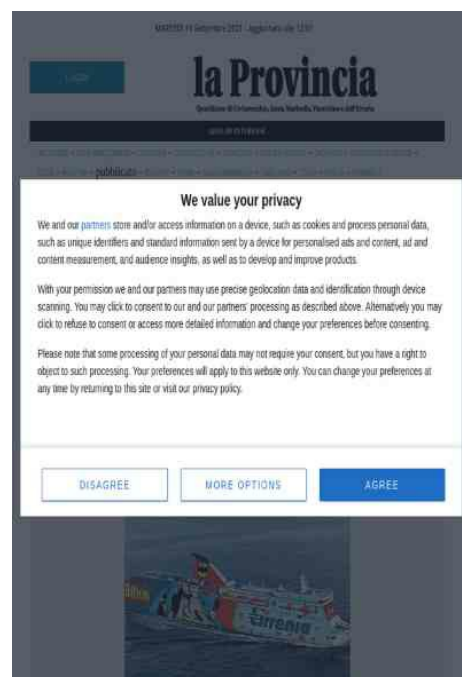 LOGIN
la Provincia
We value your privacy
We and our partners store and/or access information on a device, such as cookies and process personal data,
such as unique identifiers and standard information sent by a device for personalised ads and content, ad and
content measurement, and audience insights, as well as to develop and improve products.
With your permission we and our partners may use precise geolocation data and identification through device
scanning. You may click to consent to our and our partners' processing as described above. Alternatively you may
click to refuse to consent or access more detailed information and change your preferences before consenting.
Please note that some processing of your personal data may not require your consent, but you have a right to
object to such processing. Your preferences will apply to this website only. You can change your preferences at
any time by returning to this site or visit our privacy policy.
DISAGREE
MORE OPTIONS
AGREE
pubblicato
Tirrenia